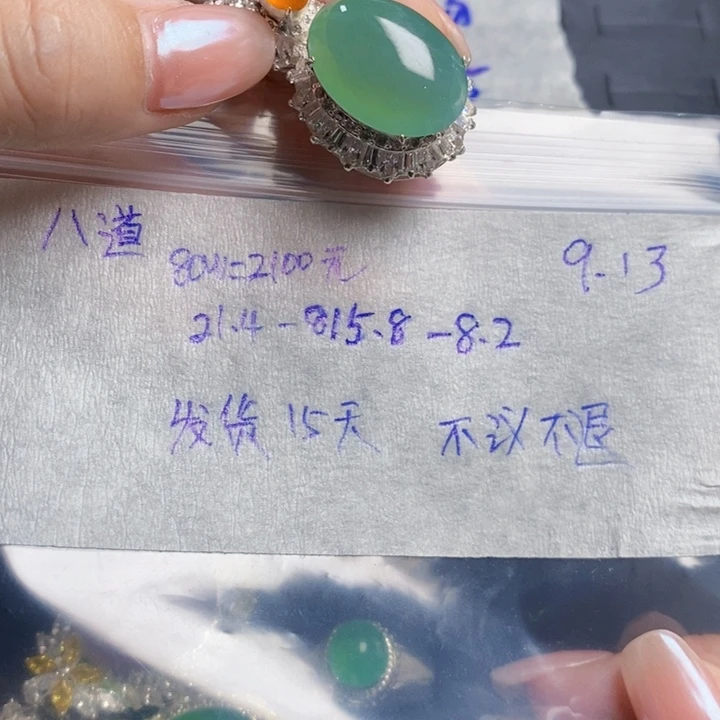 八道
9.13
=2100元
21.4-815.8-8.2
发货15天 不议不退